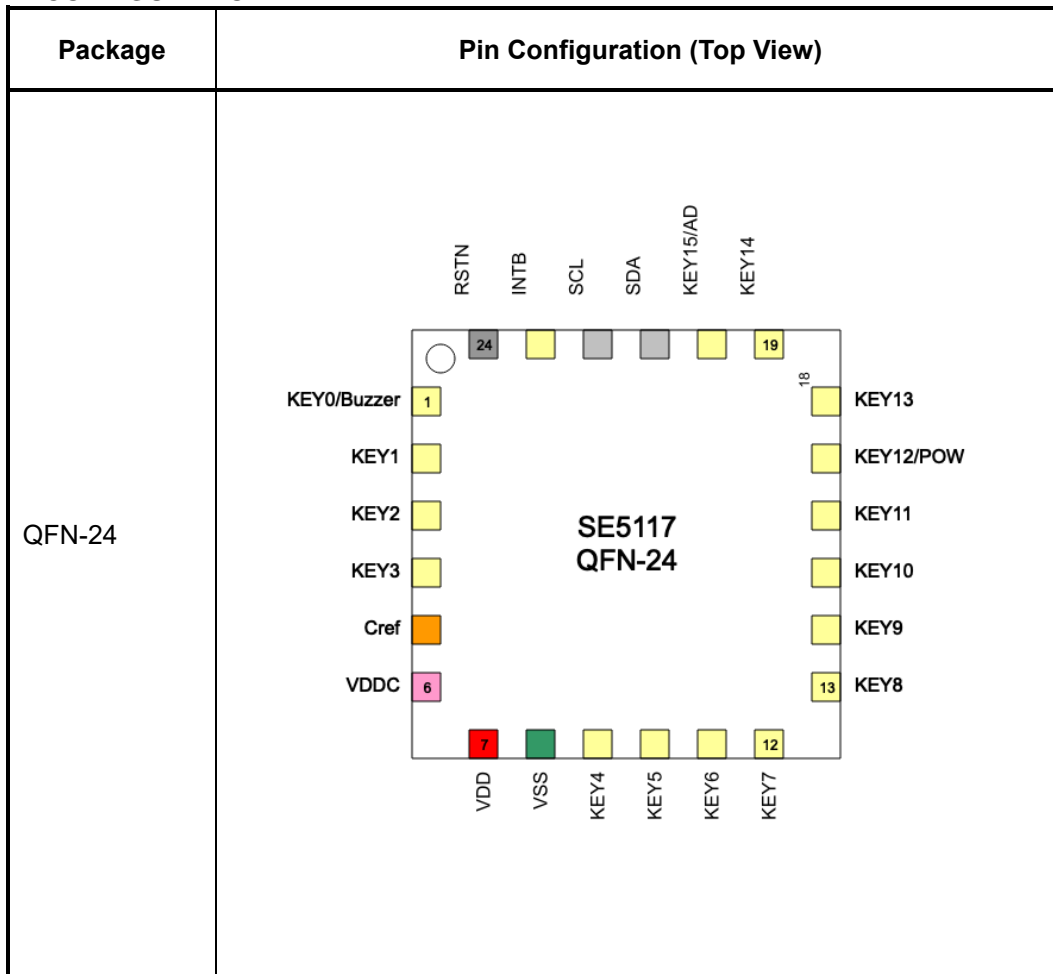 Package
Pin Configuration (Top View)
QFN-24
RSTN
INTB
SCL
SDA
KEY15/AD
KEY14
24
19
18
KEY0/Buzzer
1
KEY13
KEY1
KEY12/POW
KEY2
KEY11
SE5117
QFN-24
KEY3
KEY10
Cref
KEY9
VDDC
6
13
KEY8
7
12
VDD
VSS
KEY4
KEY5
KEY6
KEY7